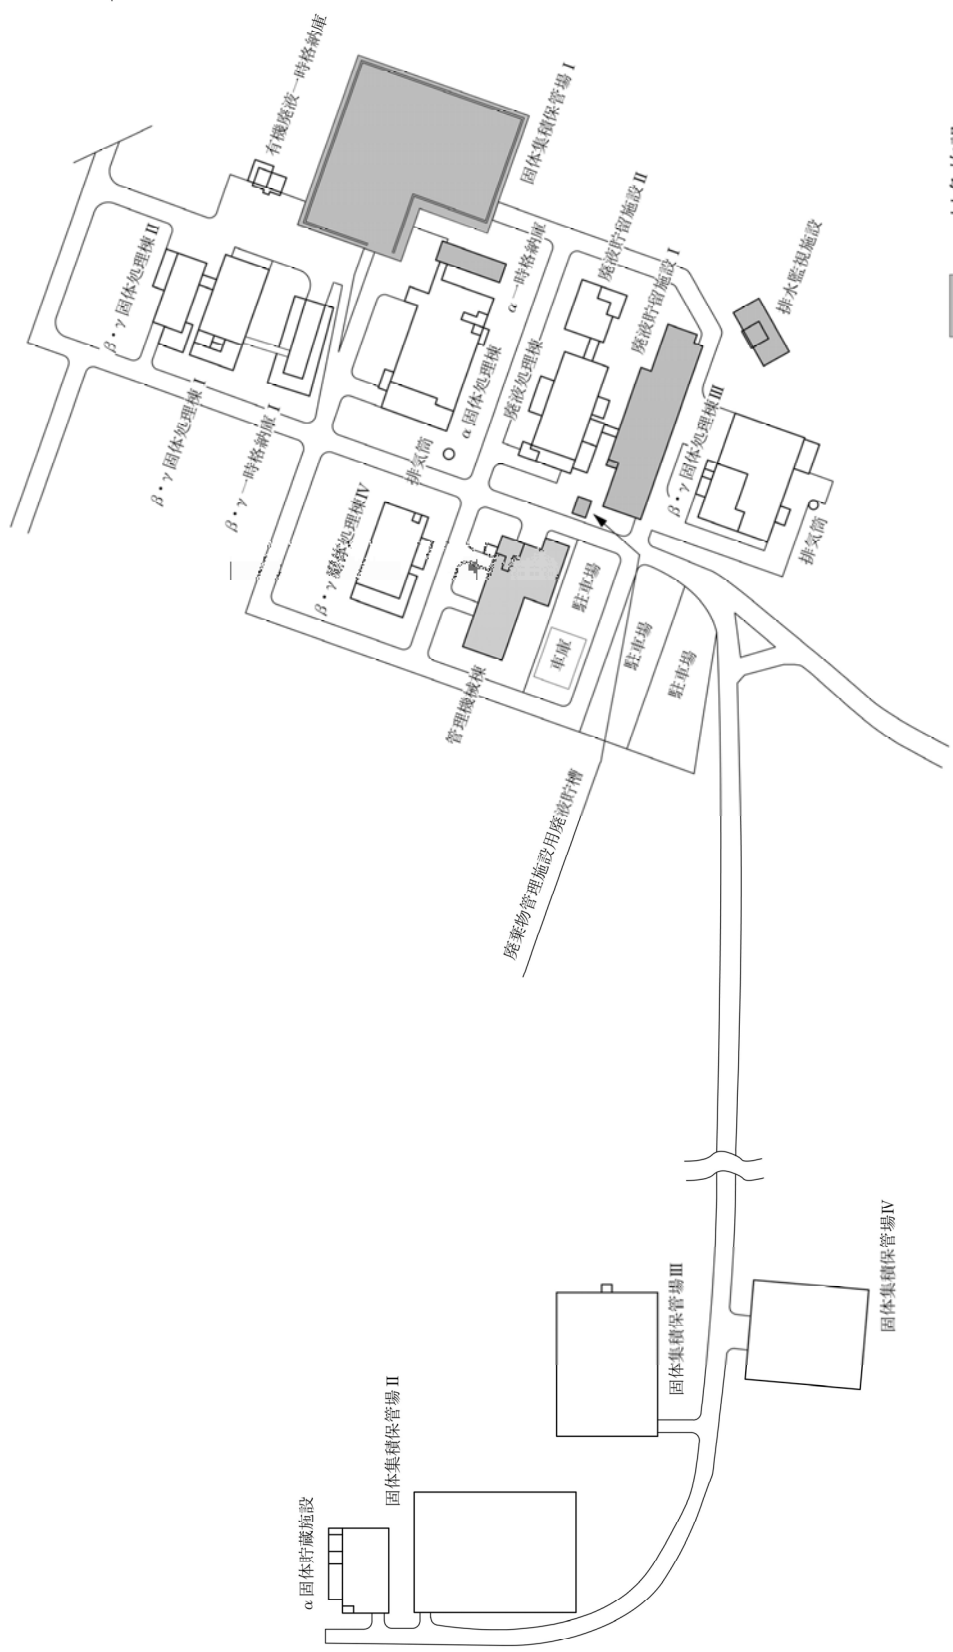 有機廃液一時格納庫
固体集積保管場Ⅰ
β・γ固体処理棟Ⅱ
β・γ固体処理棟Ⅰ
β・γ一時格納庫Ⅰ
α一時格納庫
廃液貯留施設Ⅱ
廃液貯留施設Ⅰ
排水監視施設
α固体処理棟
廃液処理棟
排気筒
β・γ固体処理棟Ⅲ
排気筒
β・γ固体処理棟Ⅳ
管理機械棟
駐車場
車庫
駐車場
駐車場
廃棄物管理施設用廃液貯槽
固体集積保管場Ⅳ
固体集積保管場Ⅲ
固体集積保管場Ⅱ
α固体貯蔵施設